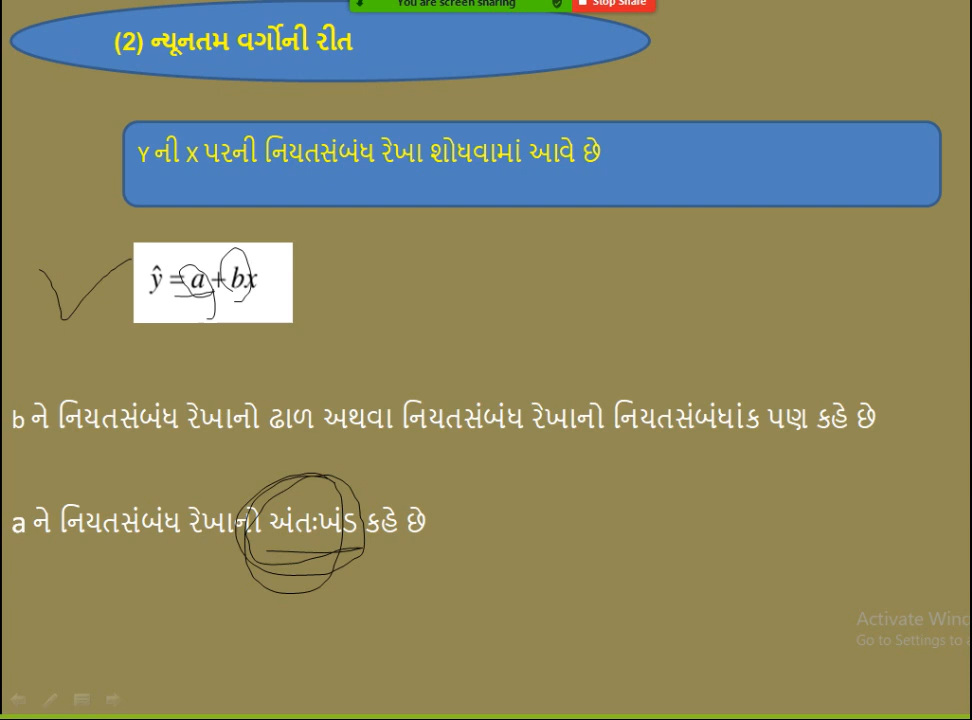 You are screen sharing
Stop Share
(2) ન્યૂનતમ વર્ગોની રીત
Y ની X પરની નિયતસંબંધ રેખા શોધવામાં આવે છે
ŷ = a + bx
b ને નિયતસંબંધ રેખાનો ઢાળ અથવા નિયતસંબંધ રેખાનો નિયતસંબંધાંક પણ કહે છે
a ને નિયતસંબંધ રેખાનો અંતઃખંડ કહે છે
Activate Wind
Go to Settings to